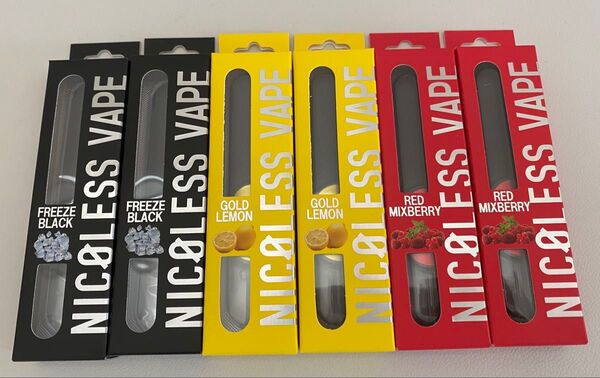 FREEZE
BLACK
NICØLESS VAPE
FREEZE
BLACK
NICØLESS VAPE
GOLD
LEMON
NICØLESS VAPE
GOLD
LEMON
NICØLESS VAPE
RED
MIXBERRY
NICØLESS VAPE
RED
MIXBERRY
NICØLESS VAPE